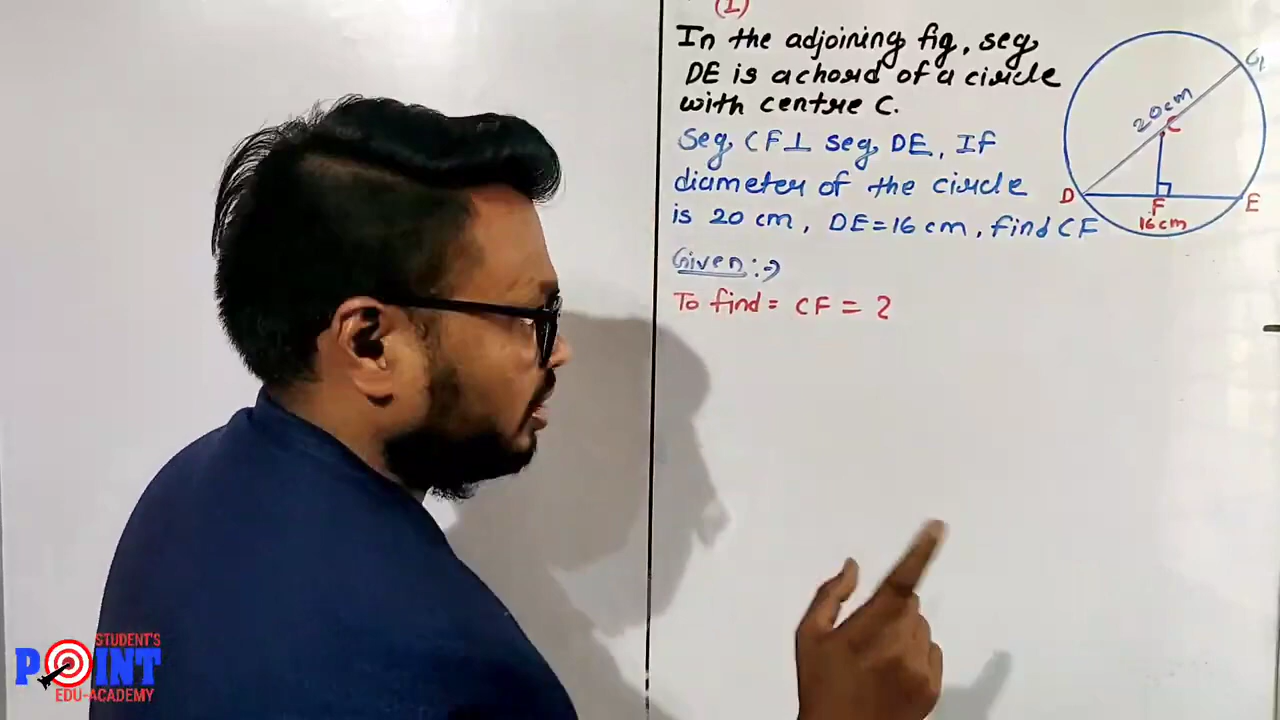 (1)
In the adjoining fig, seg
DE is a chord of a circle
with centre C.
Seg CF⊥ seg DE, If
diameter of the circle
is 20 cm, DE=16 cm, find CF
Given :→
To find = CF = ?
G
20cm
C
D
F
E
16cm
STUDENT'S
POINT
EDU-ACADEMY